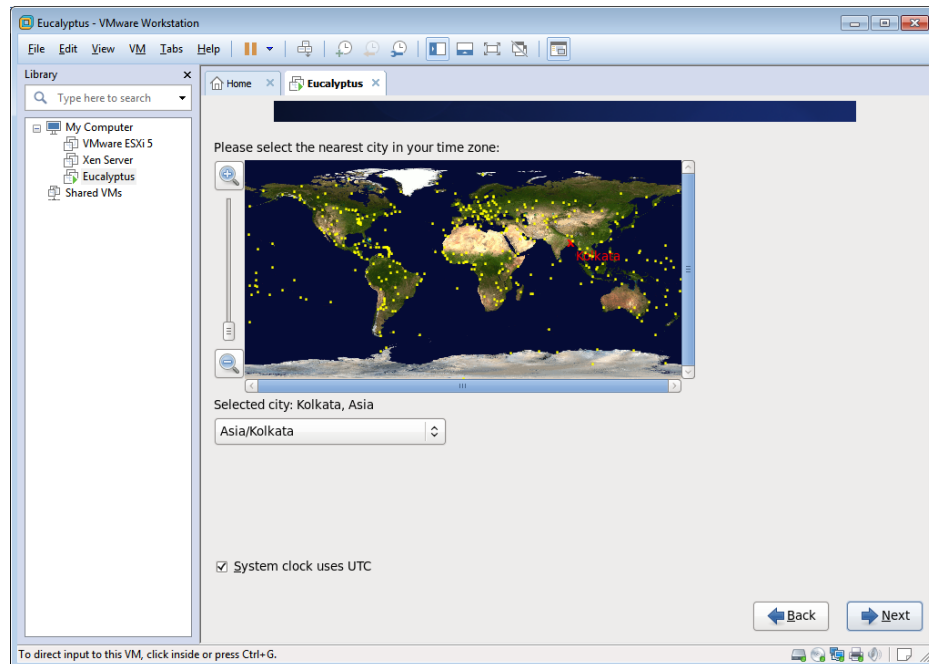 Eucalyptus - VMware Workstation
File Edit View VM Tabs Help
Library
Type here to search
My Computer
VMware ESXi 5
Xen Server
Eucalyptus
Shared VMs
Home
Eucalyptus
Please select the nearest city in your time zone:
Kolkata
Selected city: Kolkata, Asia
Asia/Kolkata
System clock uses UTC
Back
Next
To direct input to this VM, click inside or press Ctrl+G.